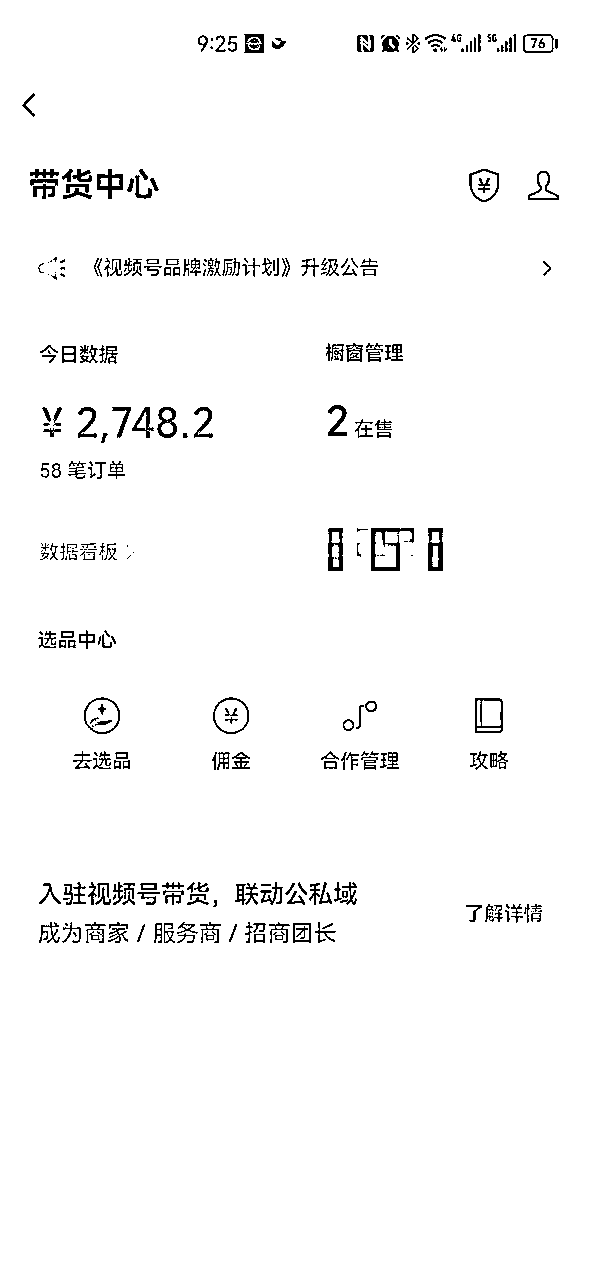 9:25 4G 5G 76
带货中心
《视频号品牌激励计划》升级公告
今日数据 橱窗管理
¥ 2,748.2 2 在售
58 笔订单
数据看板
选品中心
去选品 佣金 合作管理 攻略
入驻视频号带货，联动公私域
成为商家 / 服务商 / 招商团长
了解详情